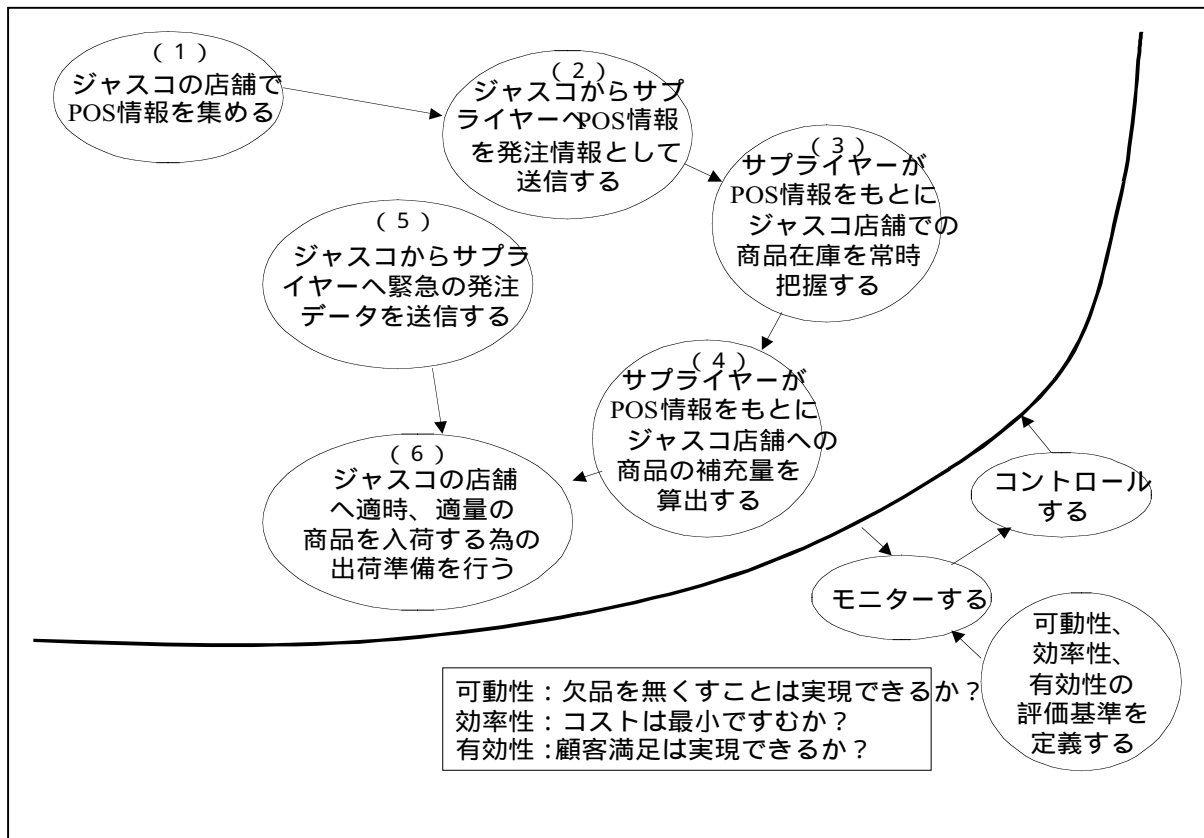 (1)
ジャスコの店舗で
POS情報を集める
(2)
ジャスコからサプ
ライヤーへPOS情報
を発注情報として
送信する
(3)
サプライヤーが
POS情報をもとに
ジャスコ店舗での
商品在庫を常時
把握する
(4)
サプライヤーが
POS情報をもとに
ジャスコ店舗への
商品の補充量を
算出する
(5)
ジャスコからサプラ
イヤーへ緊急の発注
データを送信する
(6)
ジャスコの店舗
へ適時、適量の
商品を入荷する為の
出荷準備を行う
コントロール
する
モニターする
可動性、
効率性、
有効性の
評価基準を
定義する
可動性：欠品を無くすことは実現できるか？
効率性：コストは最小ですむか？
有効性：顧客満足は実現できるか？